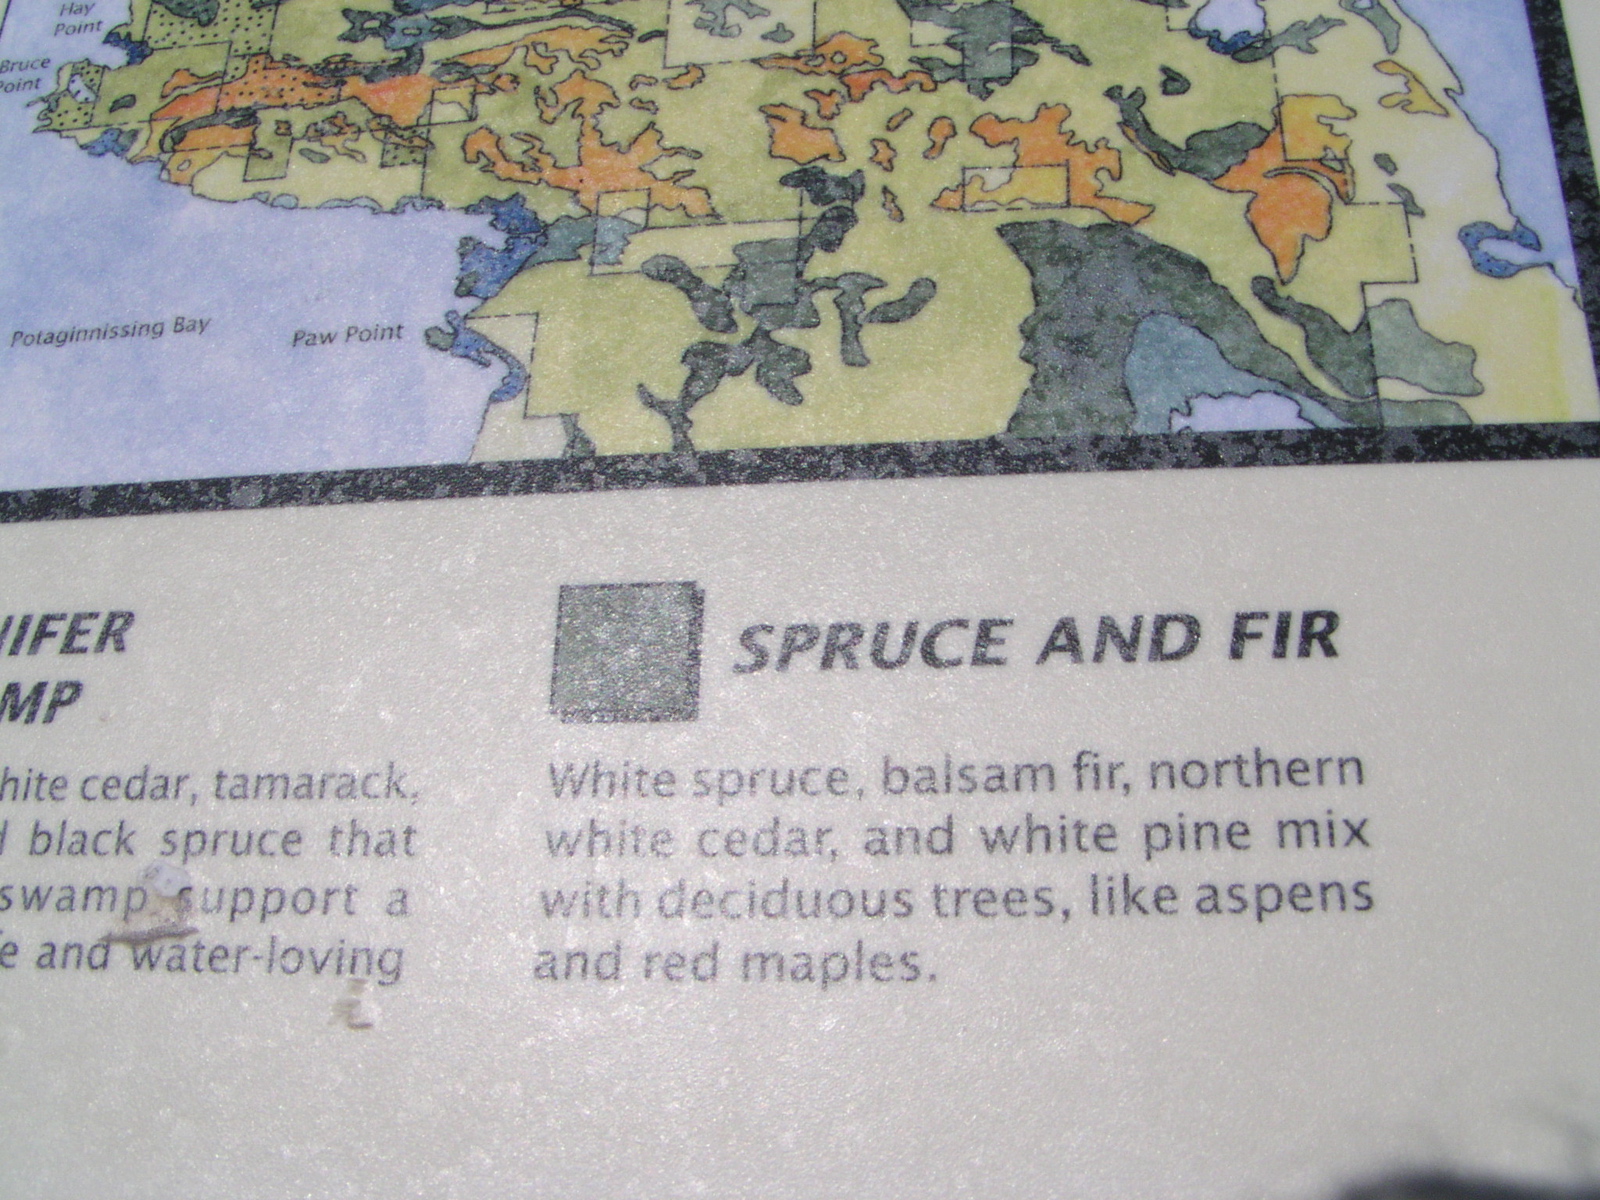 Hay
Point
Bruce
Point
Potaginnissing Bay
Paw Point
NIFER
MP
hite cedar, tamarack,
d black spruce that
swamp support a
e and water-loving
SPRUCE AND FIR
White spruce, balsam fir, northern
white cedar, and white pine mix
with deciduous trees, like aspens
and red maples.